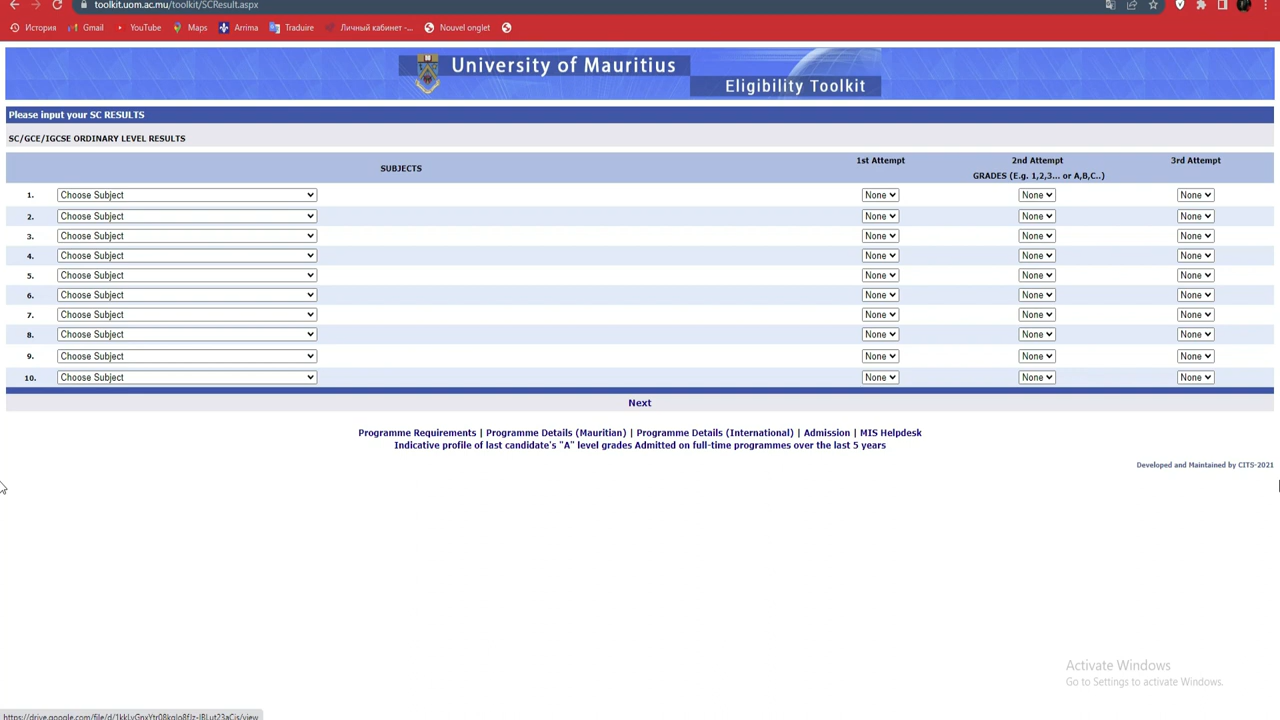 toolkit.uom.ac.mu/toolkit/SCResult.aspx
История Gmail YouTube Maps Arrima Traduire Личный кабинет -... Nouvel onglet
University of Mauritius
Eligibility Toolkit
Please input your SC RESULTS
SC/GCE/IGCSE ORDINARY LEVEL RESULTS
SUBJECTS 1st Attempt 2nd Attempt 3rd Attempt
GRADES (E.g. 1,2,3... or A,B,C..)
1. Choose Subject None None None
2. Choose Subject None None None
3. Choose Subject None None None
4. Choose Subject None None None
5. Choose Subject None None None
6. Choose Subject None None None
7. Choose Subject None None None
8. Choose Subject None None None
9. Choose Subject None None None
10. Choose Subject None None None
Next
Programme Requirements | Programme Details (Mauritian) | Programme Details (International) | Admission | MIS Helpdesk
Indicative profile of last candidate's "A" level grades Admitted on full-time programmes over the last 5 years
Developed and Maintained by CITS-2021
Activate Windows
Go to Settings to activate Windows.